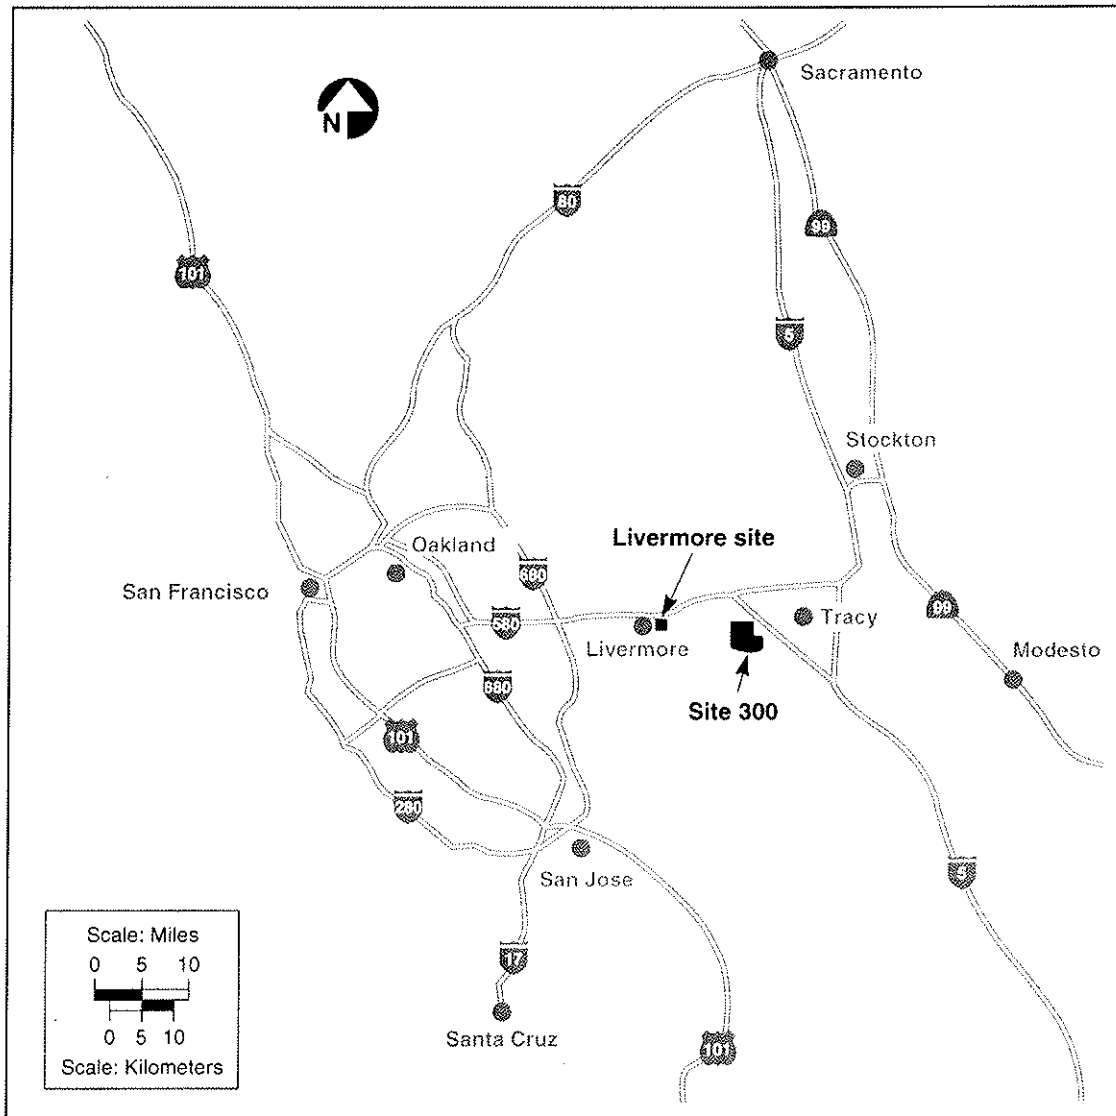 Sacramento
N
80
99
101
5
Stockton
Livermore site
Oakland
680
San Francisco
580
Tracy
99
Livermore
Modesto
680
Site 300
101
280
5
San Jose
Scale: Miles
0 5 10
17
0 5 10
Santa Cruz
101
Scale: Kilometers